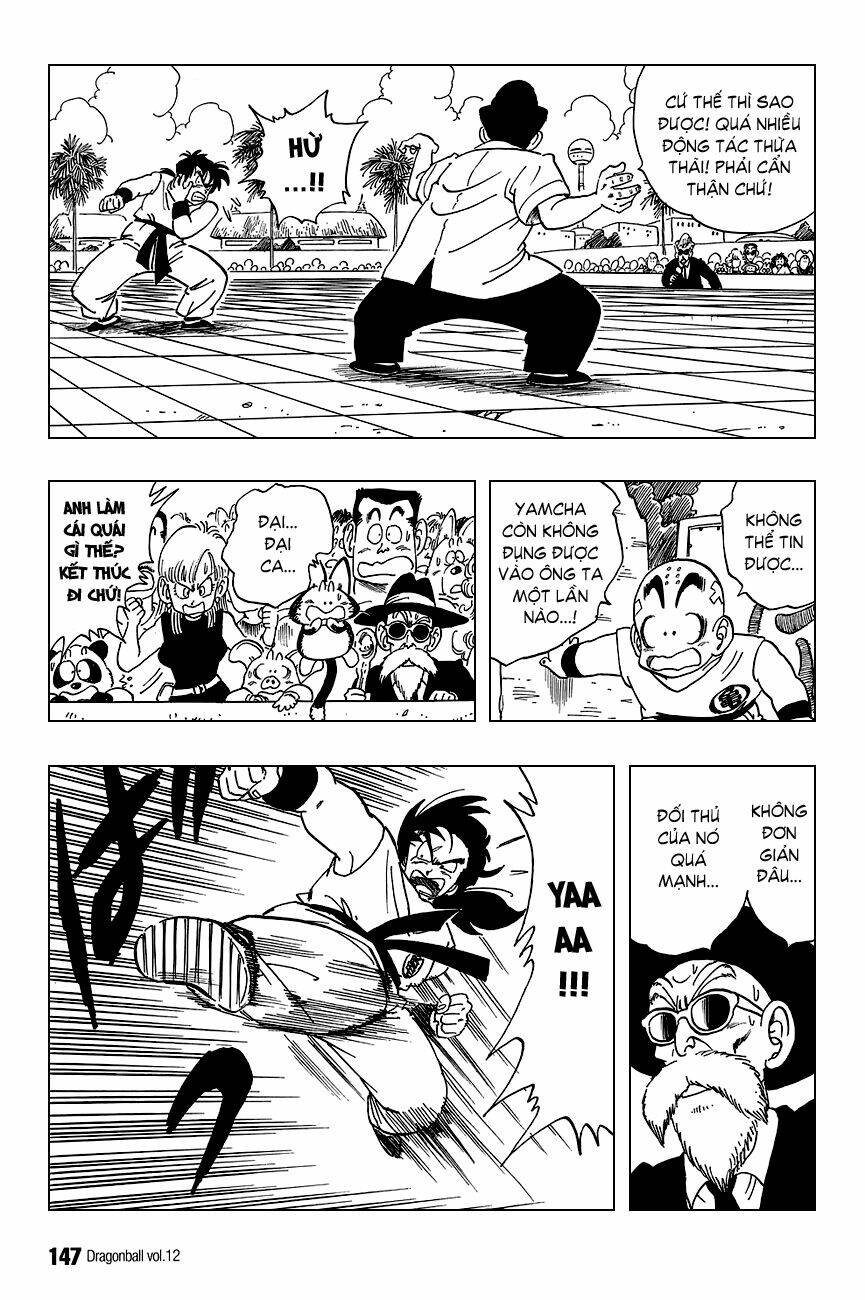 CỨ THẾ THÌ SAO
ĐƯỢC! QUÁ NHIỀU
ĐỘNG TÁC THỪA
THÃI! PHẢI CẨN
THẬN CHỨ!
HỪ
...!!
KHÔNG
THỂ TIN
ĐƯỢC...
YAMCHA
CÒN KHÔNG
ĐỤNG ĐƯỢC
VÀO ÔNG TA
MỘT LẦN
NÀO...!
ĐẠI...
ĐẠI
CA...
ANH LÀM
CÁI QUÁI
GÌ THẾ?
KẾT THÚC
ĐI CHỨ!
KHÔNG
ĐƠN
GIẢN
ĐÂU...
ĐỐI THỦ
CỦA NÓ
QUÁ
MẠNH...
YAA
AA
!!!
147 Dragonball vol.12